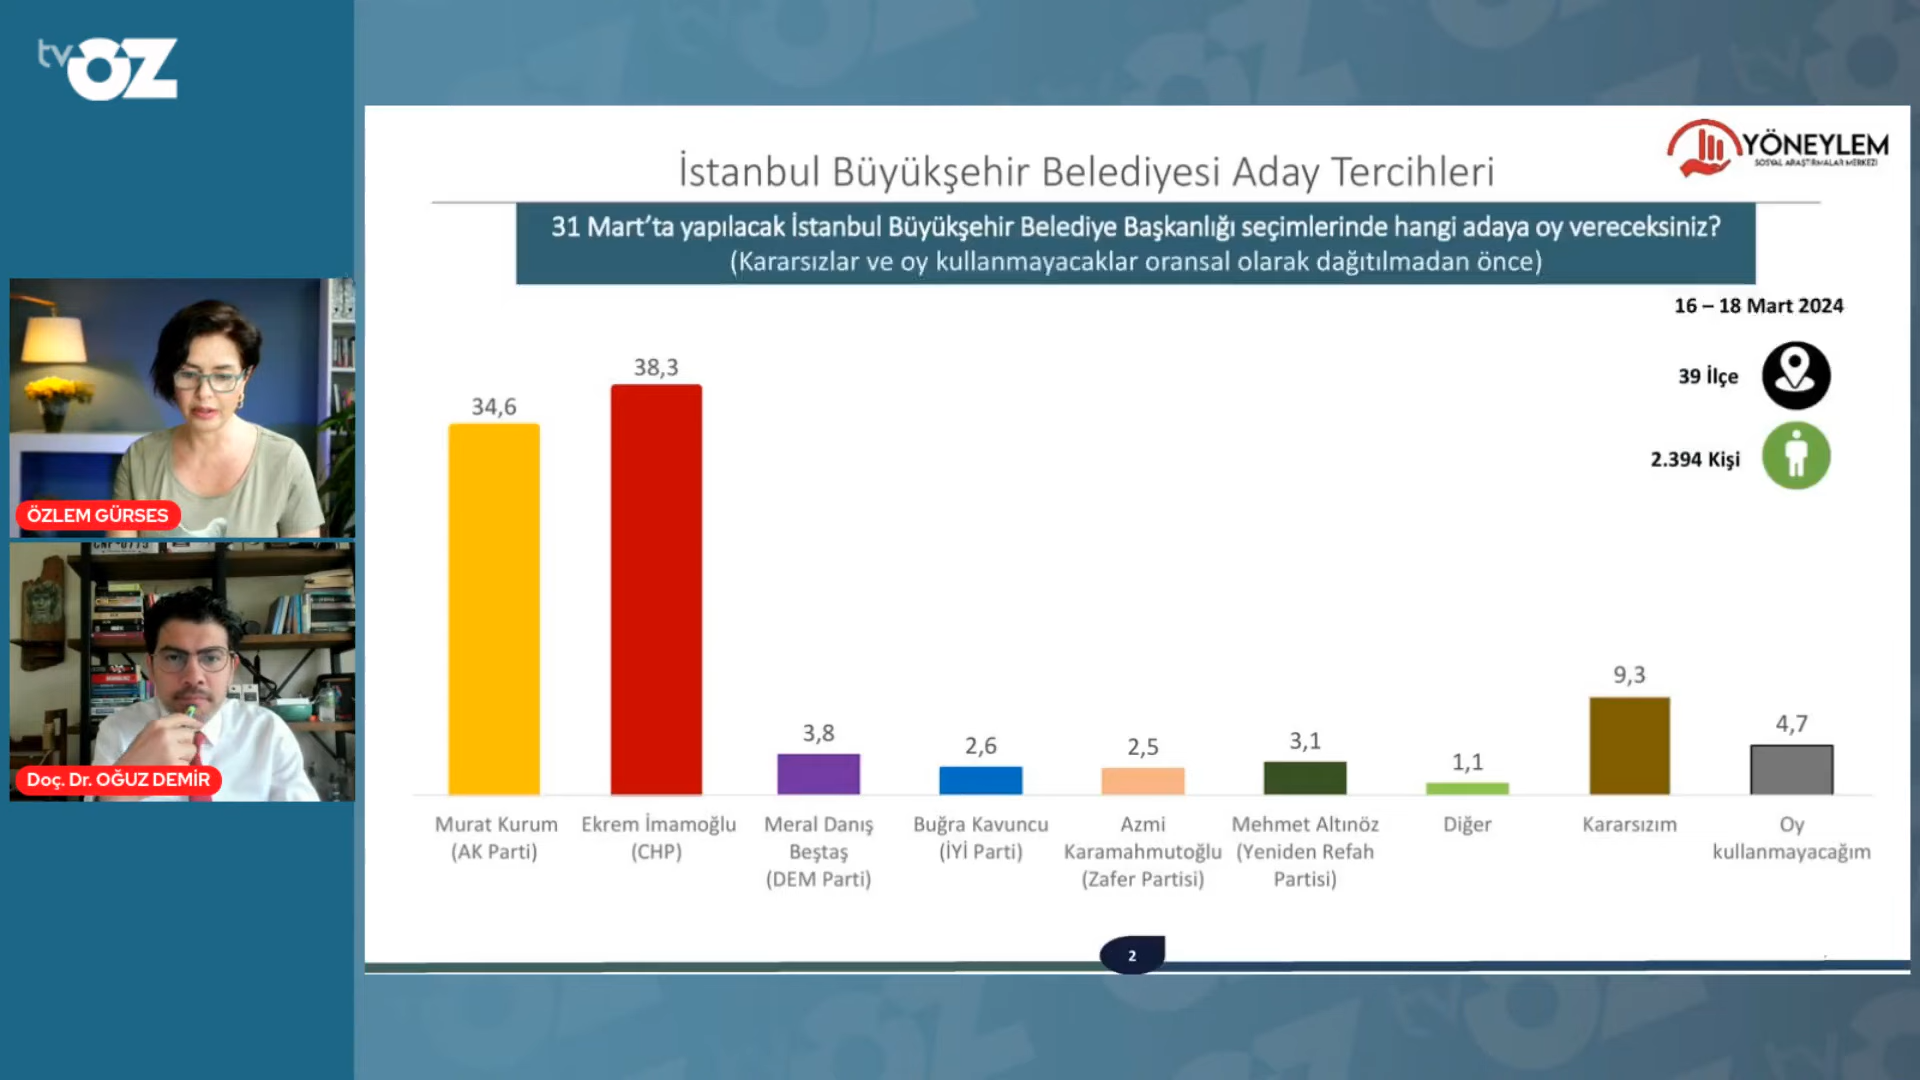 tvÖZ
YÖNEYLEM
SOSYAL ARAŞTIRMALAR MERKEZİ
İstanbul Büyükşehir Belediyesi Aday Tercihleri
31 Mart’ta yapılacak İstanbul Büyükşehir Belediye Başkanlığı seçimlerinde hangi adaya oy vereceksiniz?
(Kararsızlar ve oy kullanmayacaklar oransal olarak dağıtılmadan önce)
16 – 18 Mart 2024
39 İlçe
2.394 Kişi
34,6
38,3
3,8
2,6
2,5
3,1
1,1
9,3
4,7
Murat Kurum
(AK Parti)
Ekrem İmamoğlu
(CHP)
Meral Danış
Beştaş
(DEM Parti)
Buğra Kavuncu
(İYİ Parti)
Azmi
Karamahmutoğlu
(Zafer Partisi)
Mehmet Altınöz
(Yeniden Refah
Partisi)
Diğer
Kararsızım
Oy
kullanmayacağım
2
ÖZLEM GÜRSES
Doç. Dr. OĞUZ DEMİR